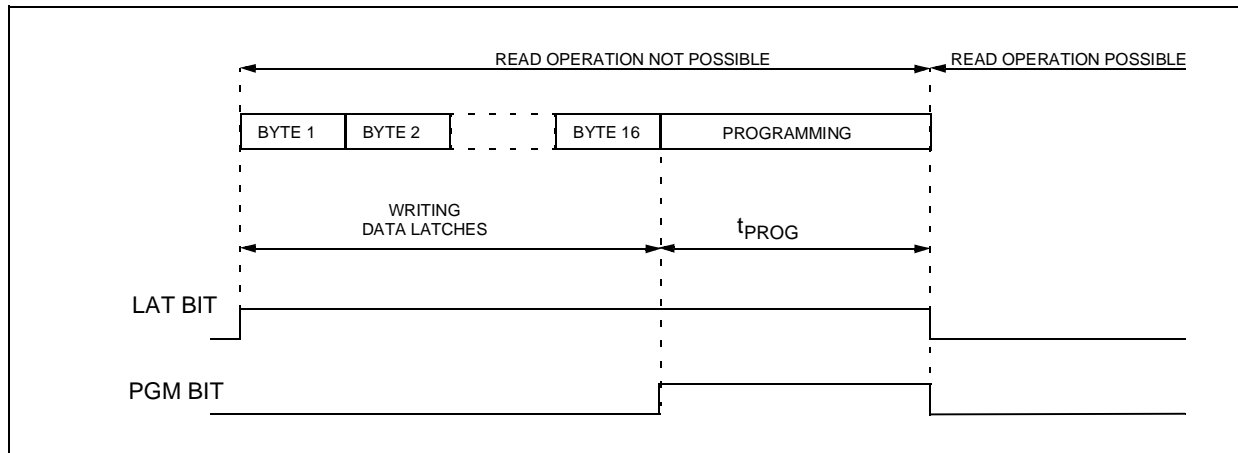 READ OPERATION NOT POSSIBLE
READ OPERATION POSSIBLE
BYTE 1
BYTE 2
BYTE 16
PROGRAMMING
WRITING
DATA LATCHES
tPROG
LAT BIT
PGM BIT